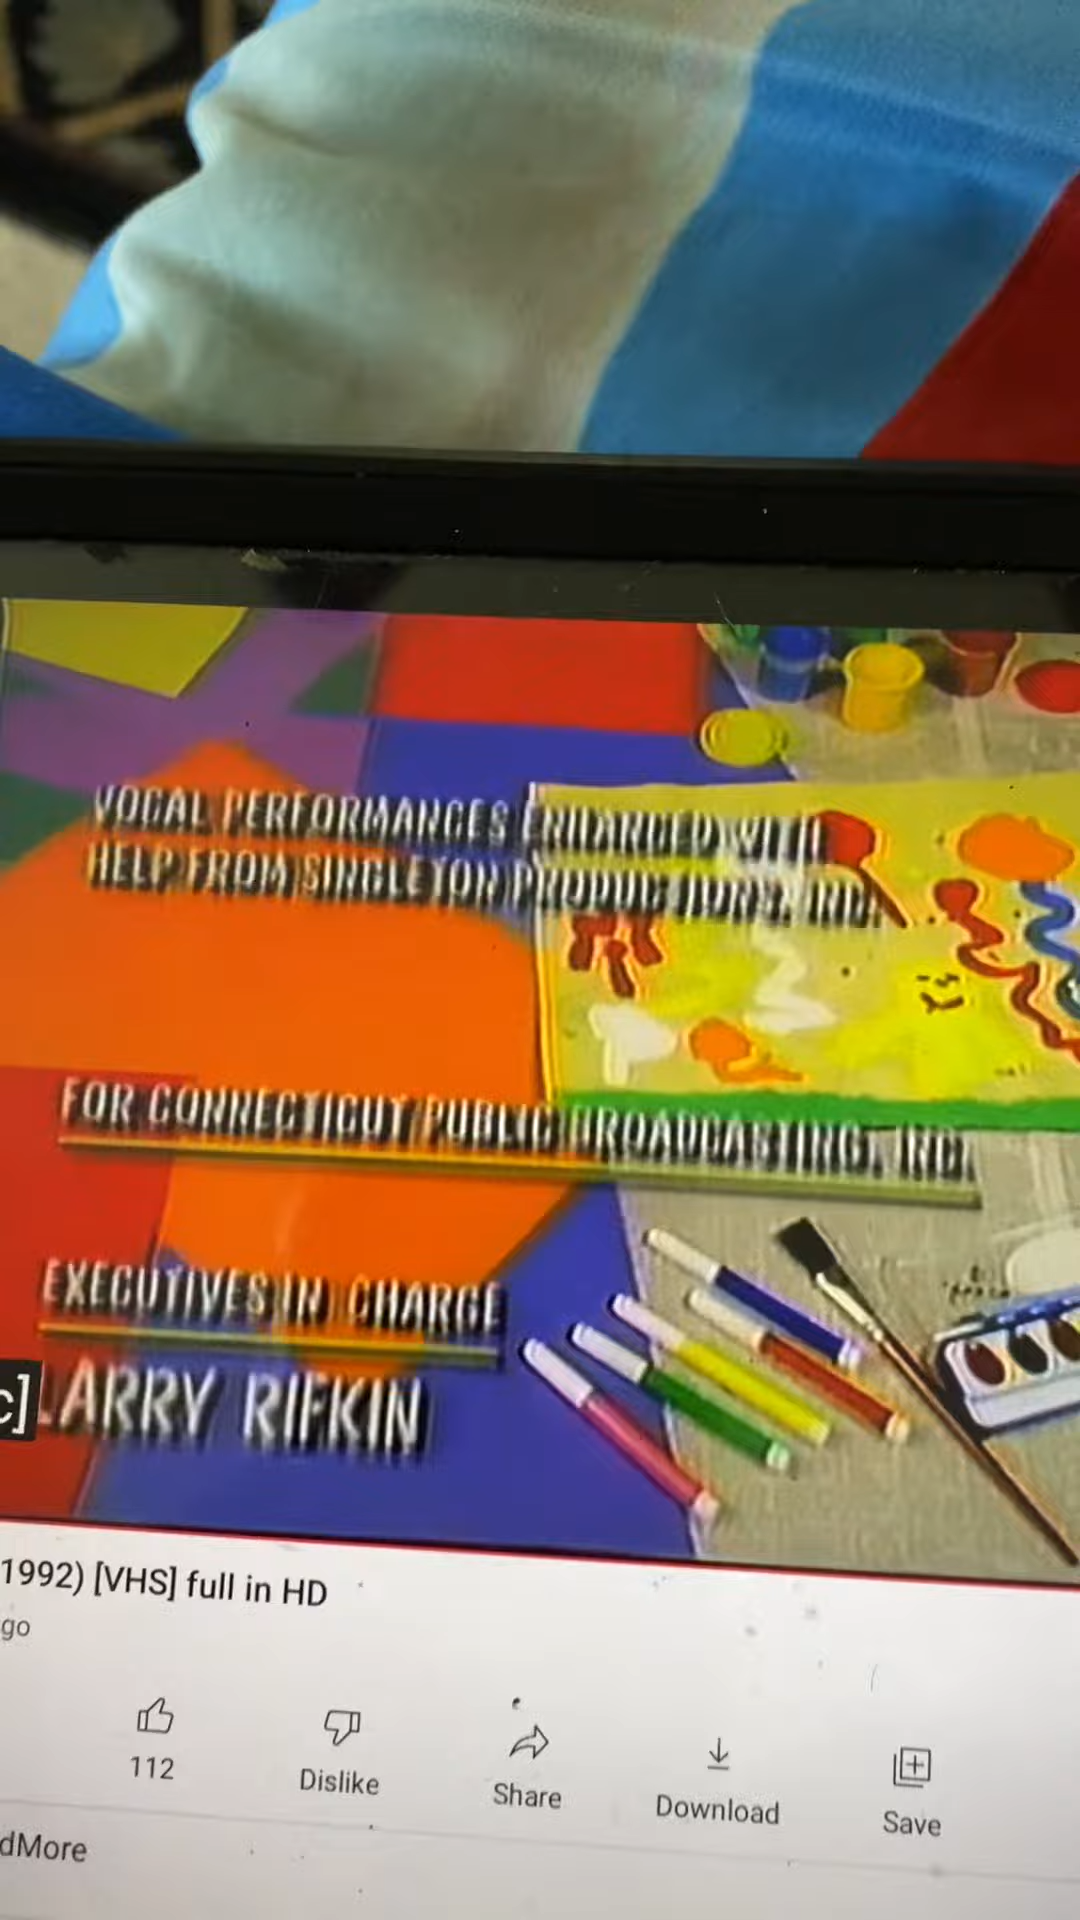 VOCAL PERFORMANCES ENHANCED WITH
HELP FROM SINGLETON PRODUCTIONS, INC.
FOR CONNECTICUT PUBLIC BROADCASTING, INC.
EXECUTIVES IN CHARGE
c]LARRY RIFKIN
1992) [VHS] full in HD
go
112
Dislike
Share
Download
Save
dMore